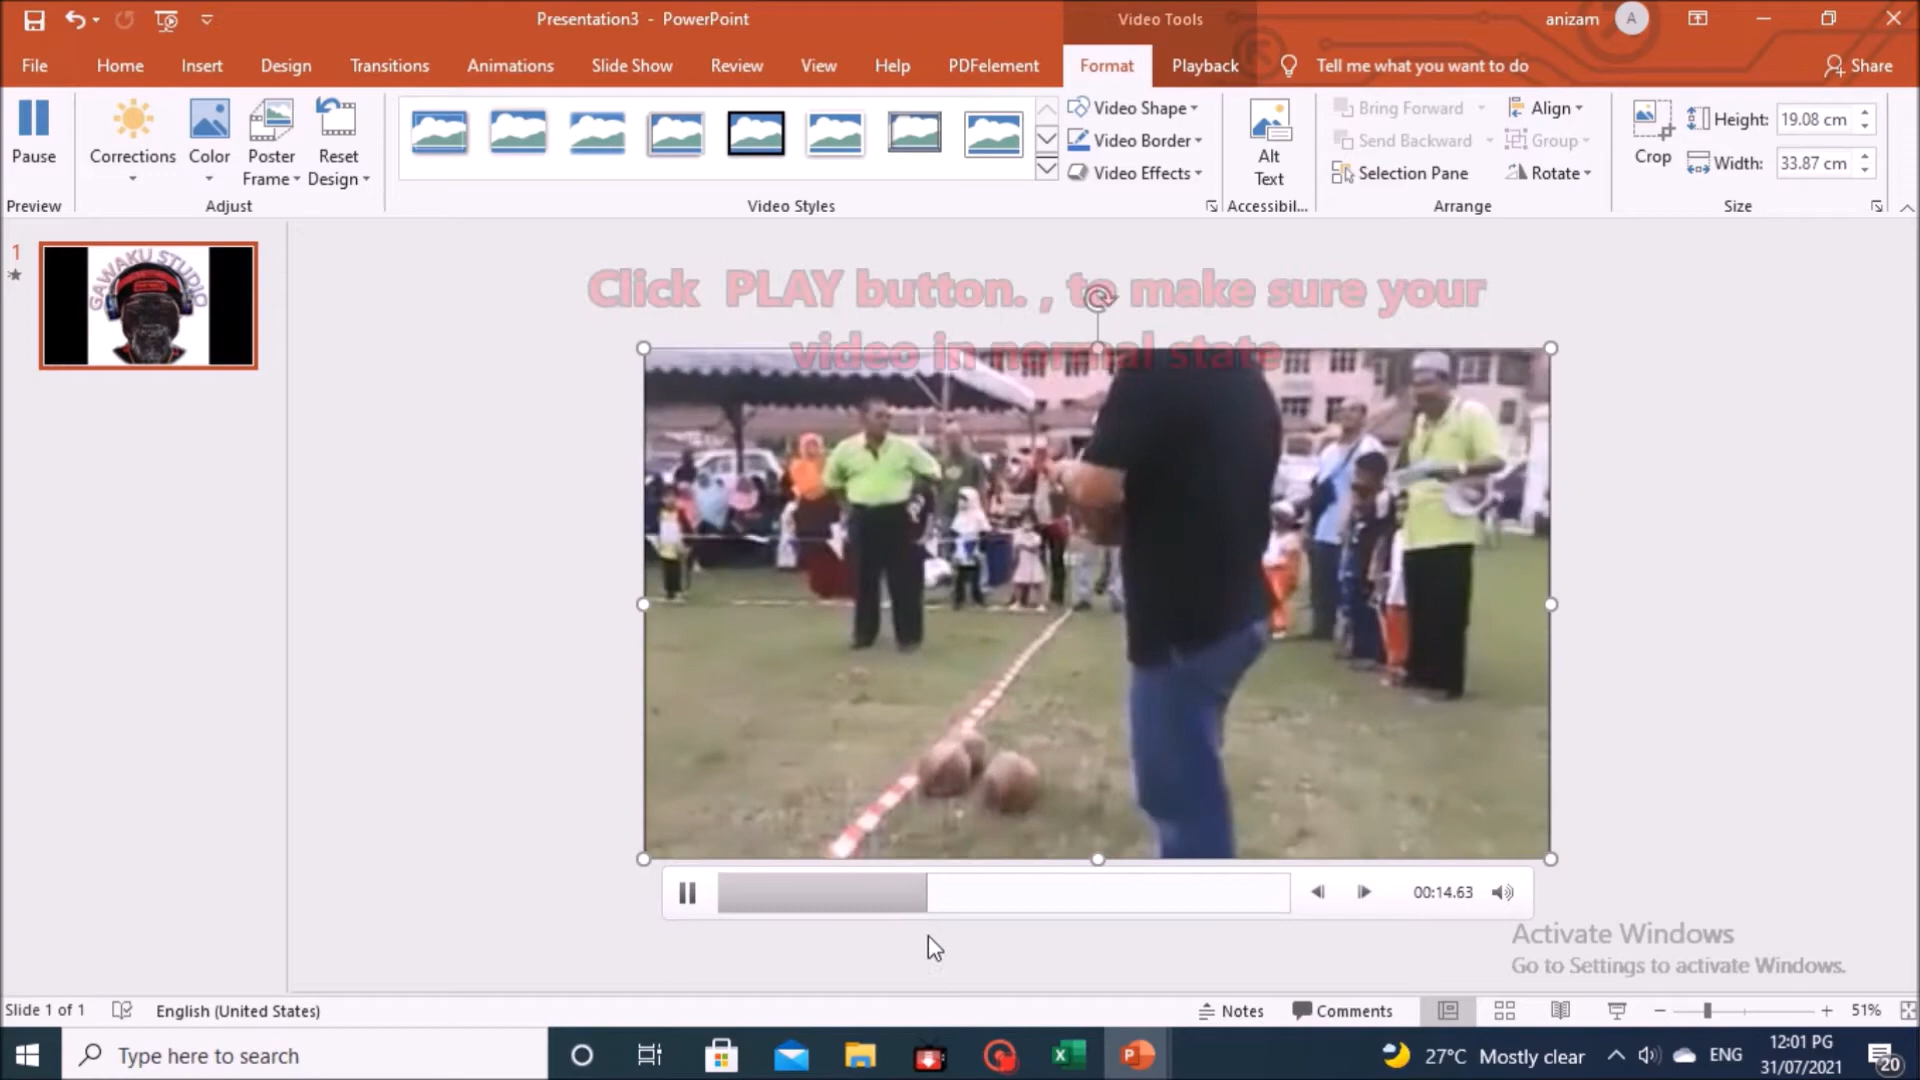 Presentation3 - PowerPoint
Video Tools
anizam
A
File
Home
Insert
Design
Transitions
Animations
Slide Show
Review
View
Help
PDFelement
Format
Playback
Tell me what you want to do
Share
Pause
Preview
Corrections
Color
Poster
Frame
Reset
Design
Adjust
Video Styles
Video Shape
Video Border
Video Effects
Alt
Text
Accessibil...
Bring Forward
Send Backward
Selection Pane
Align
Group
Rotate
Arrange
Crop
Height:
19.08 cm
Width:
33.87 cm
Size
1
GAWAKU STUDIO
Click PLAY button. , to make sure your
video in normal state
00:14.63
Activate Windows
Go to Settings to activate Windows.
Slide 1 of 1
English (United States)
Notes
Comments
51%
Type here to search
27°C Mostly clear
ENG
12:01 PG
31/07/2021
20